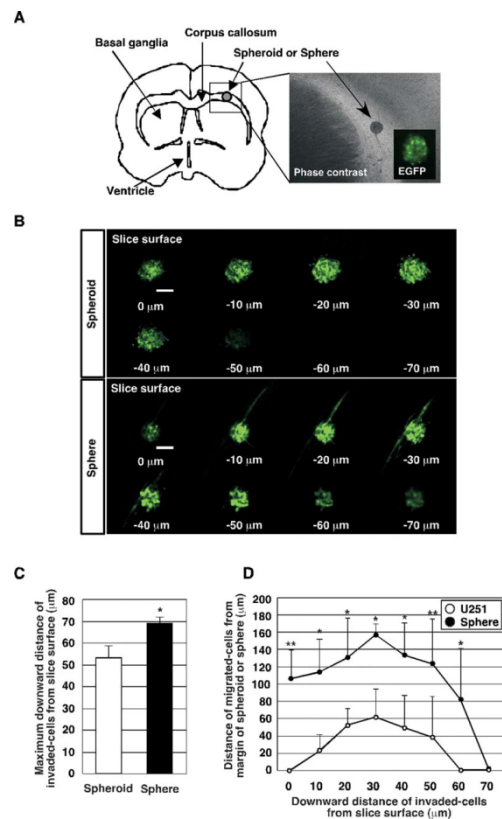 A
Corpus callosum
Basal ganglia
Spheroid or Sphere
Phase contrast
EGFP
Ventricle
B
Spheroid
Slice surface
0 μm
-10 μm
-20 μm
-30 μm
-40 μm
-50 μm
-60 μm
-70 μm
Sphere
Slice surface
0 μm
-10 μm
-20 μm
-30 μm
-40 μm
-50 μm
-60 μm
-70 μm
C
Maximum downward distance of
invaded-cells from slice surface (μm)
80
70
60
50
40
30
20
10
0
*
Spheroid
Sphere
D
Distance of migrated-cells from
margin of spheroid or sphere (μm)
200
180
160
140
120
100
80
60
40
20
0
U251
Sphere
**
*
*
*
*
**
*
0 10 20 30 40 50 60 70
Downward distance of invaded-cells
from slice surface (μm)